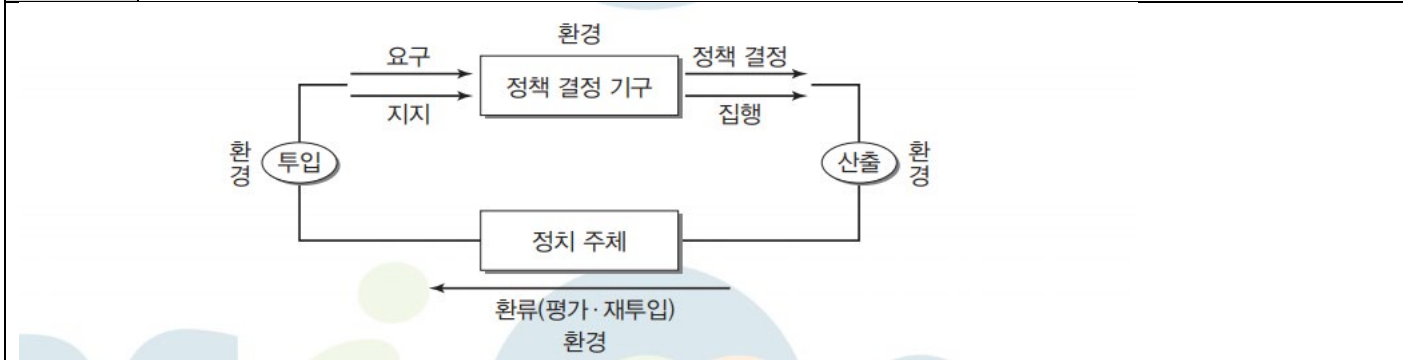 환경
요구
정책 결정
정책 결정 기구
지지
집행
환경
투입
산출
환경
정치 주체
환류(평가 · 재투입)
환경